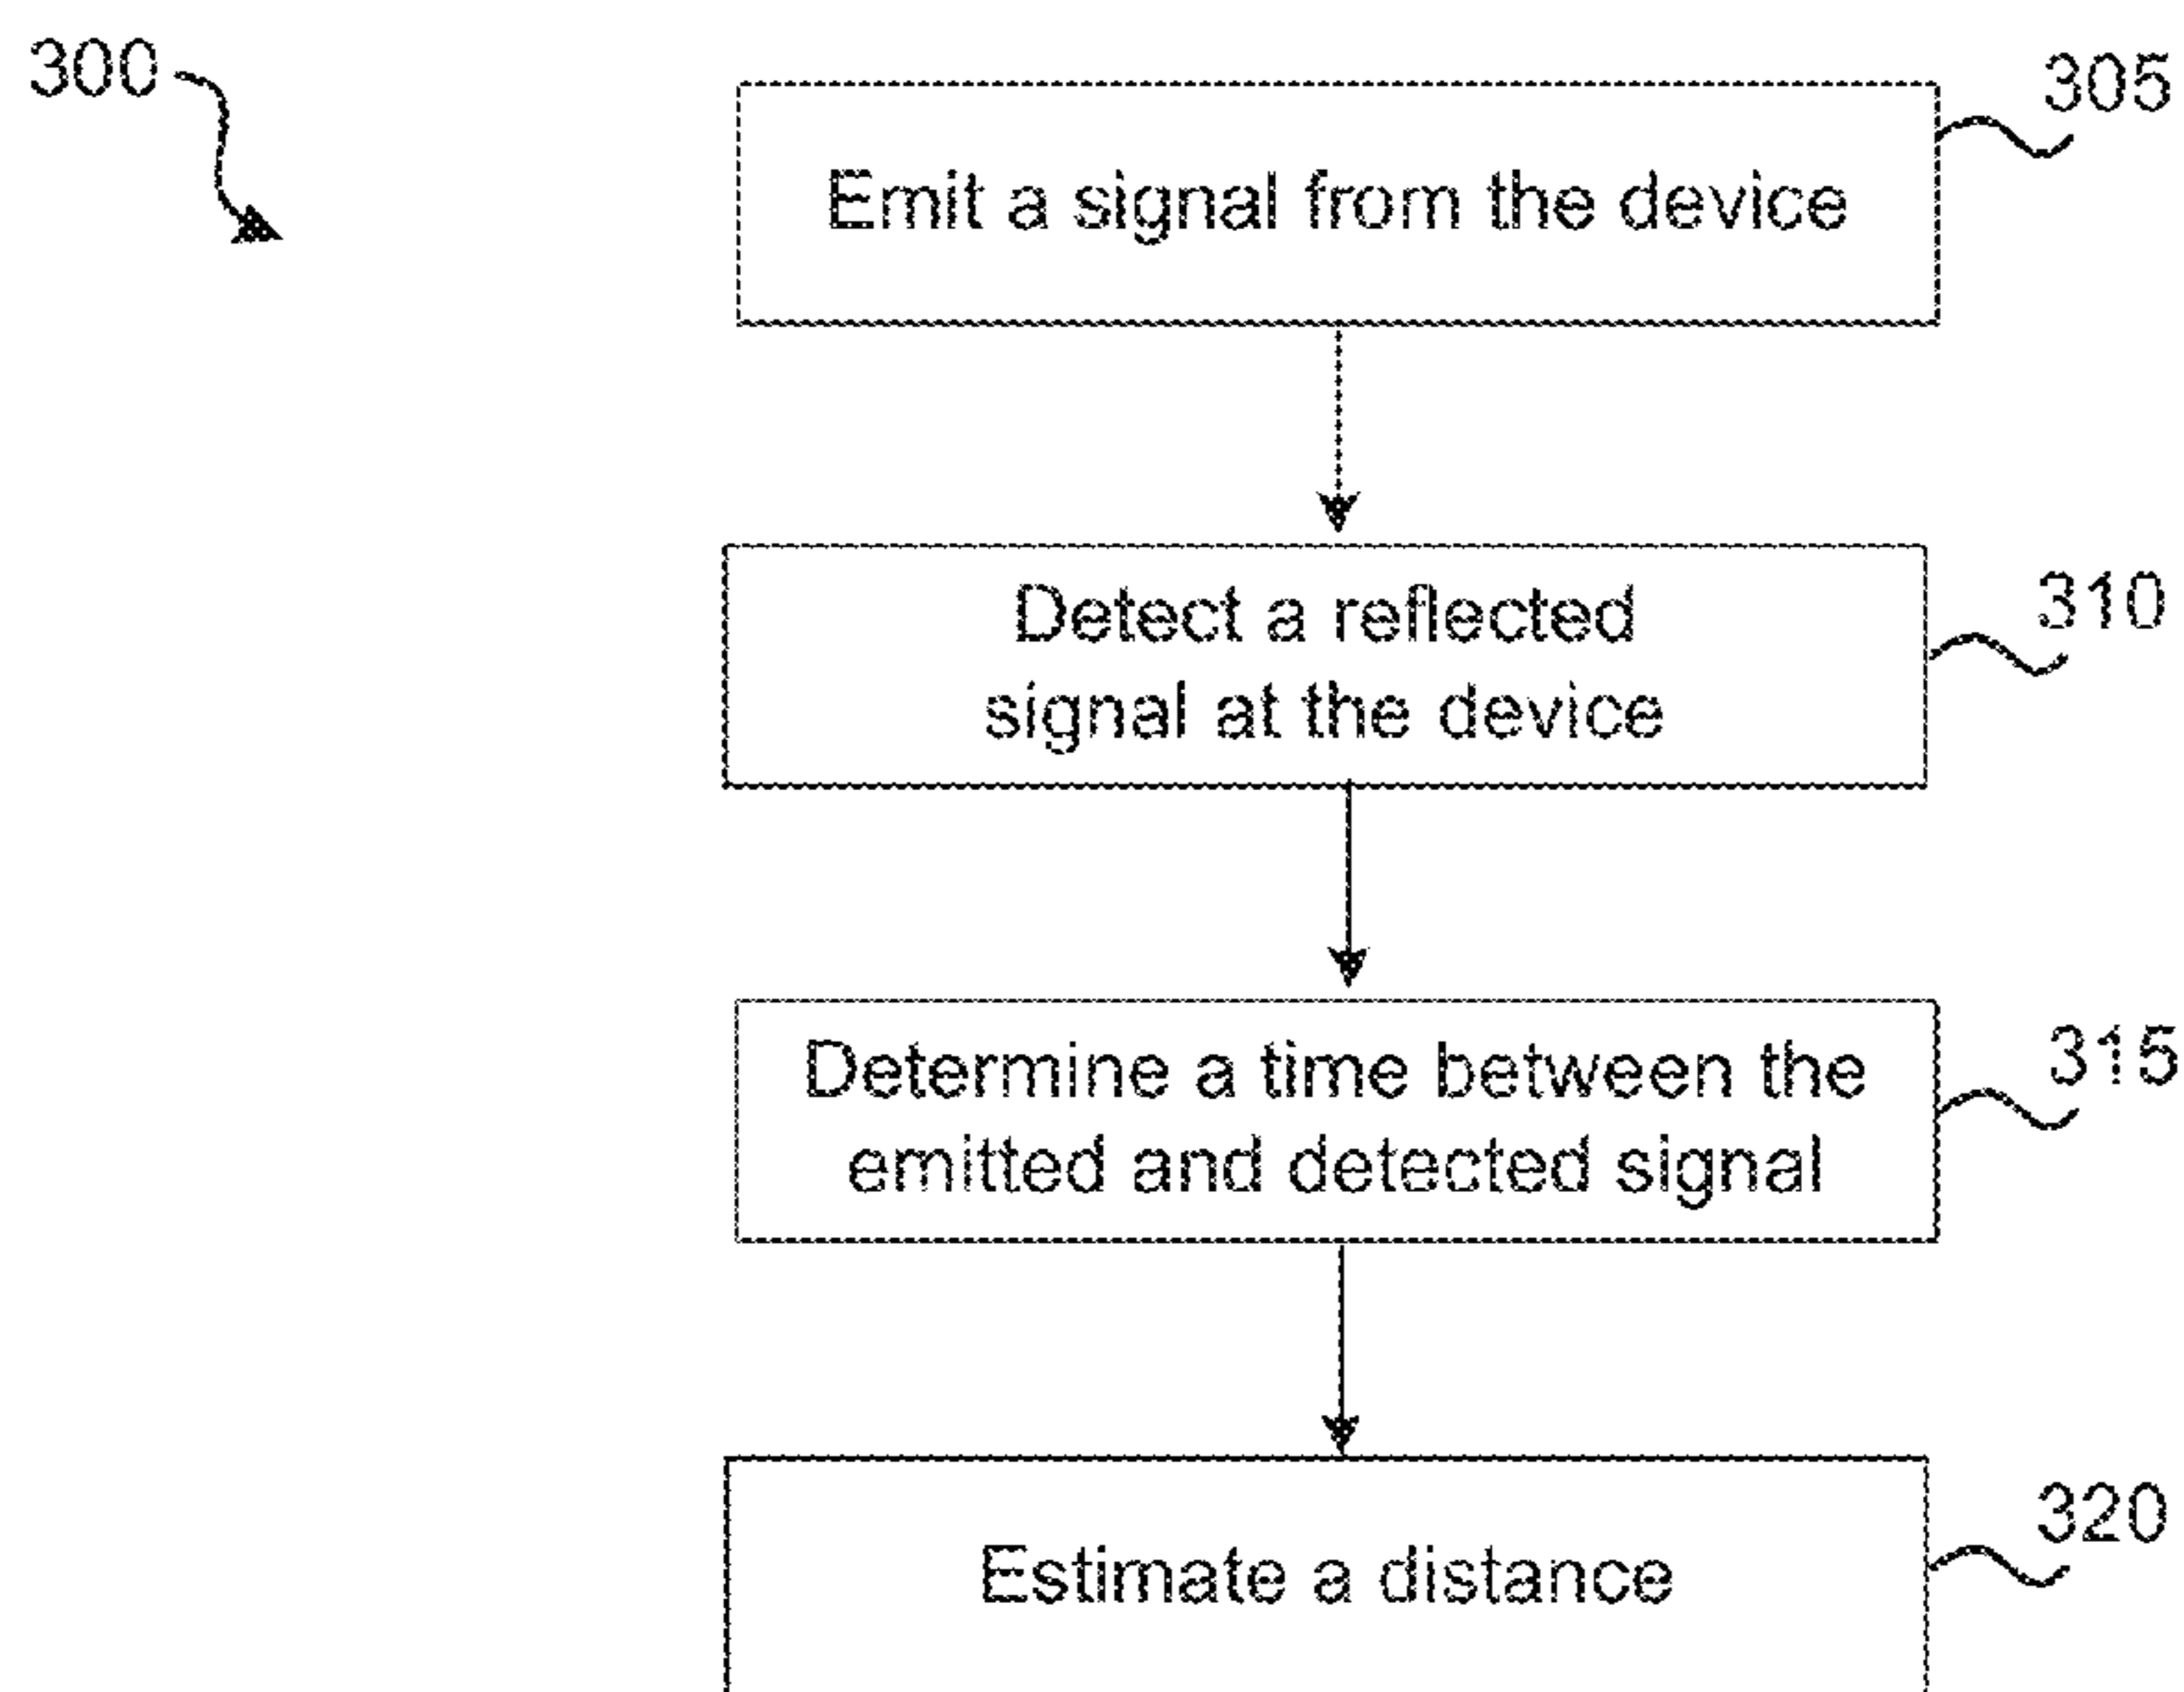 300
305
Emit a signal from the device
310
Detect a reflected
signal at the device
315
Determine a time between the
emitted and detected signal
320
Estimate a distance